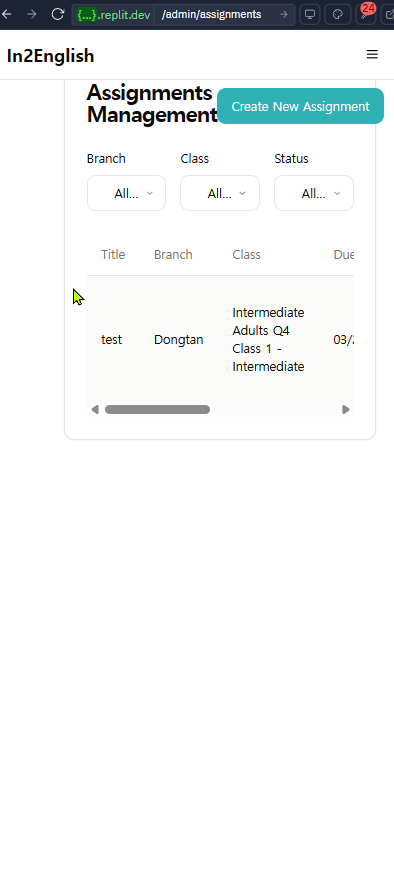 {...}.replit.dev /admin/assignments
24
In2English
Assignments
Management
Create New Assignment
Branch Class Status
All... All... All...
Title Branch Class Due
test Dongtan Intermediate
Adults Q4
Class 1 -
Intermediate
03/